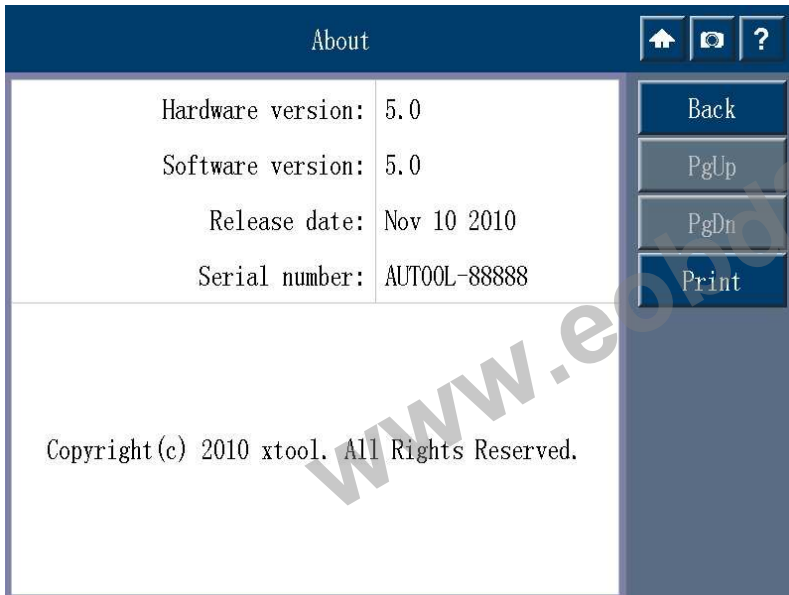 About
?
Hardware version: 5.0
Software version: 5.0
Release date: Nov 10 2010
Serial number: AUTOOL-88888
Back
PgUp
PgDn
Print
Copyright(c) 2010 xtool. All Rights Reserved.
www.eobd